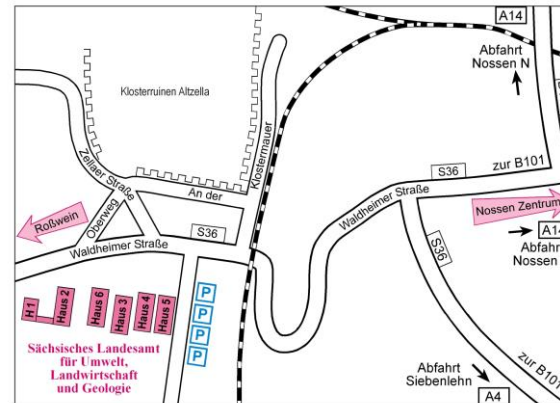 A14
Abfahrt
Nossen N
Klosterruinen Altzella
Zellaer Straße
An der
Klostermauer
zur B101
S36
Roßwein
Oberweg
Waldheimer Straße
Nossen Zentrum
S36
Waldheimer Straße
A14
Abfahrt
Nossen
S36
H 1
Haus 2
Haus 6
Haus 3
Haus 4
Haus 5
P
P
P
P
Sächsisches Landesamt
für Umwelt,
Landwirtschaft
und Geologie
zur B101
Abfahrt
Siebenlehn
A4